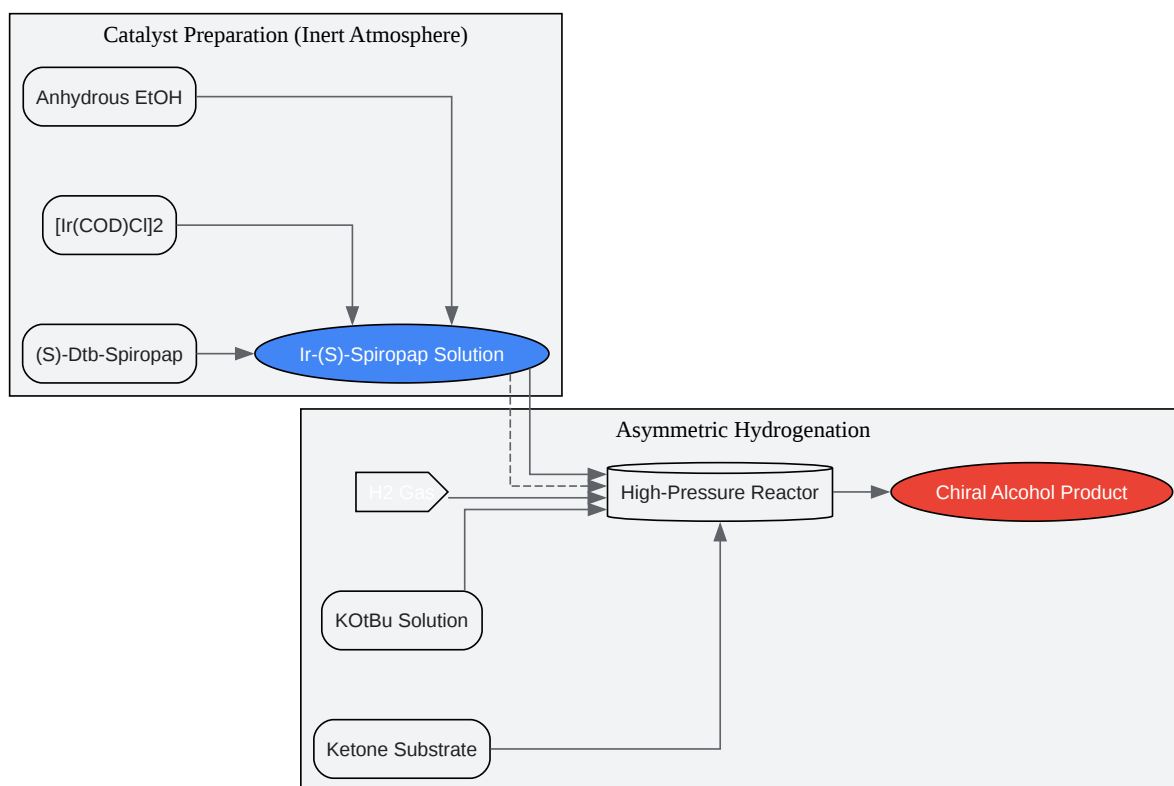 Catalyst Preparation (Inert Atmosphere)
Anhydrous EtOH
[Ir(COD)Cl]2
(S)-Dtb-Spiropap
Ir-(S)-Spiropap Solution
Asymmetric Hydrogenation
H2 Gas
High-Pressure Reactor
Chiral Alcohol Product
KOtBu Solution
Ketone Substrate